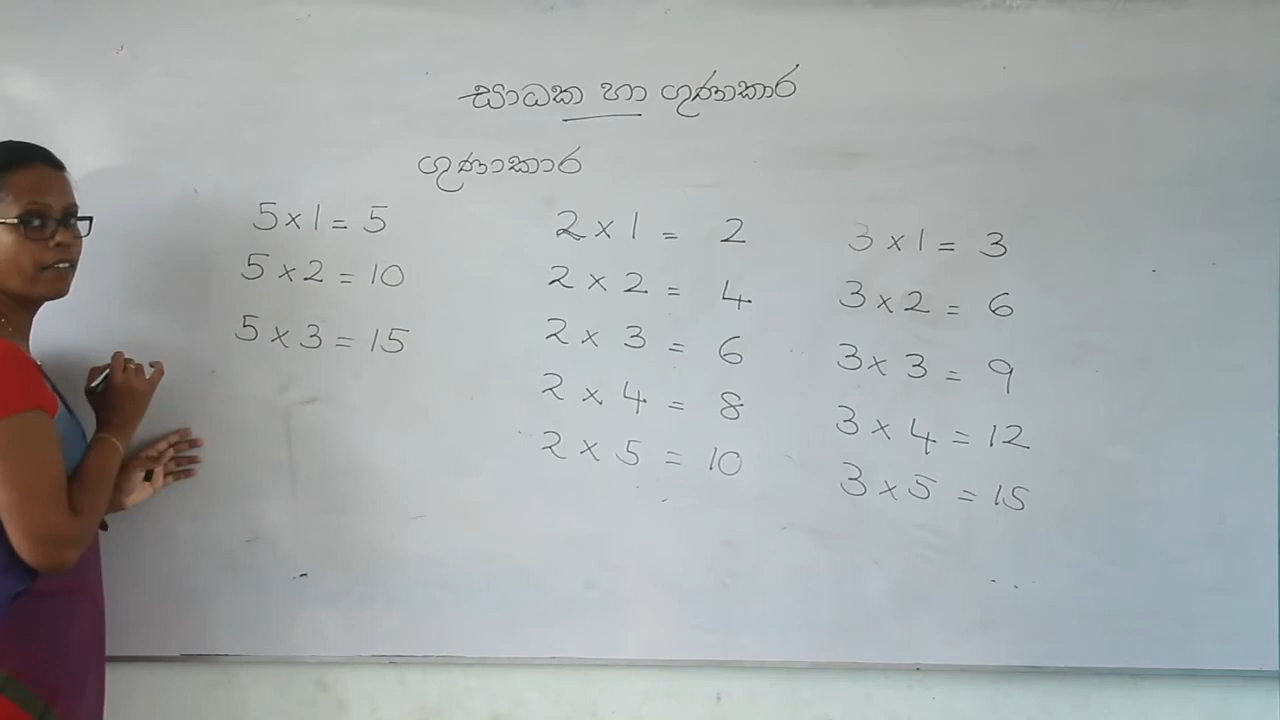 සාධක හා ගුණාකාර
ගුණාකාර
5 × 1 = 5
5 × 2 = 10
5 × 3 = 15
2 × 1 = 2
2 × 2 = 4
2 × 3 = 6
2 × 4 = 8
2 × 5 = 10
3 × 1 = 3
3 × 2 = 6
3 × 3 = 9
3 × 4 = 12
3 × 5 = 15